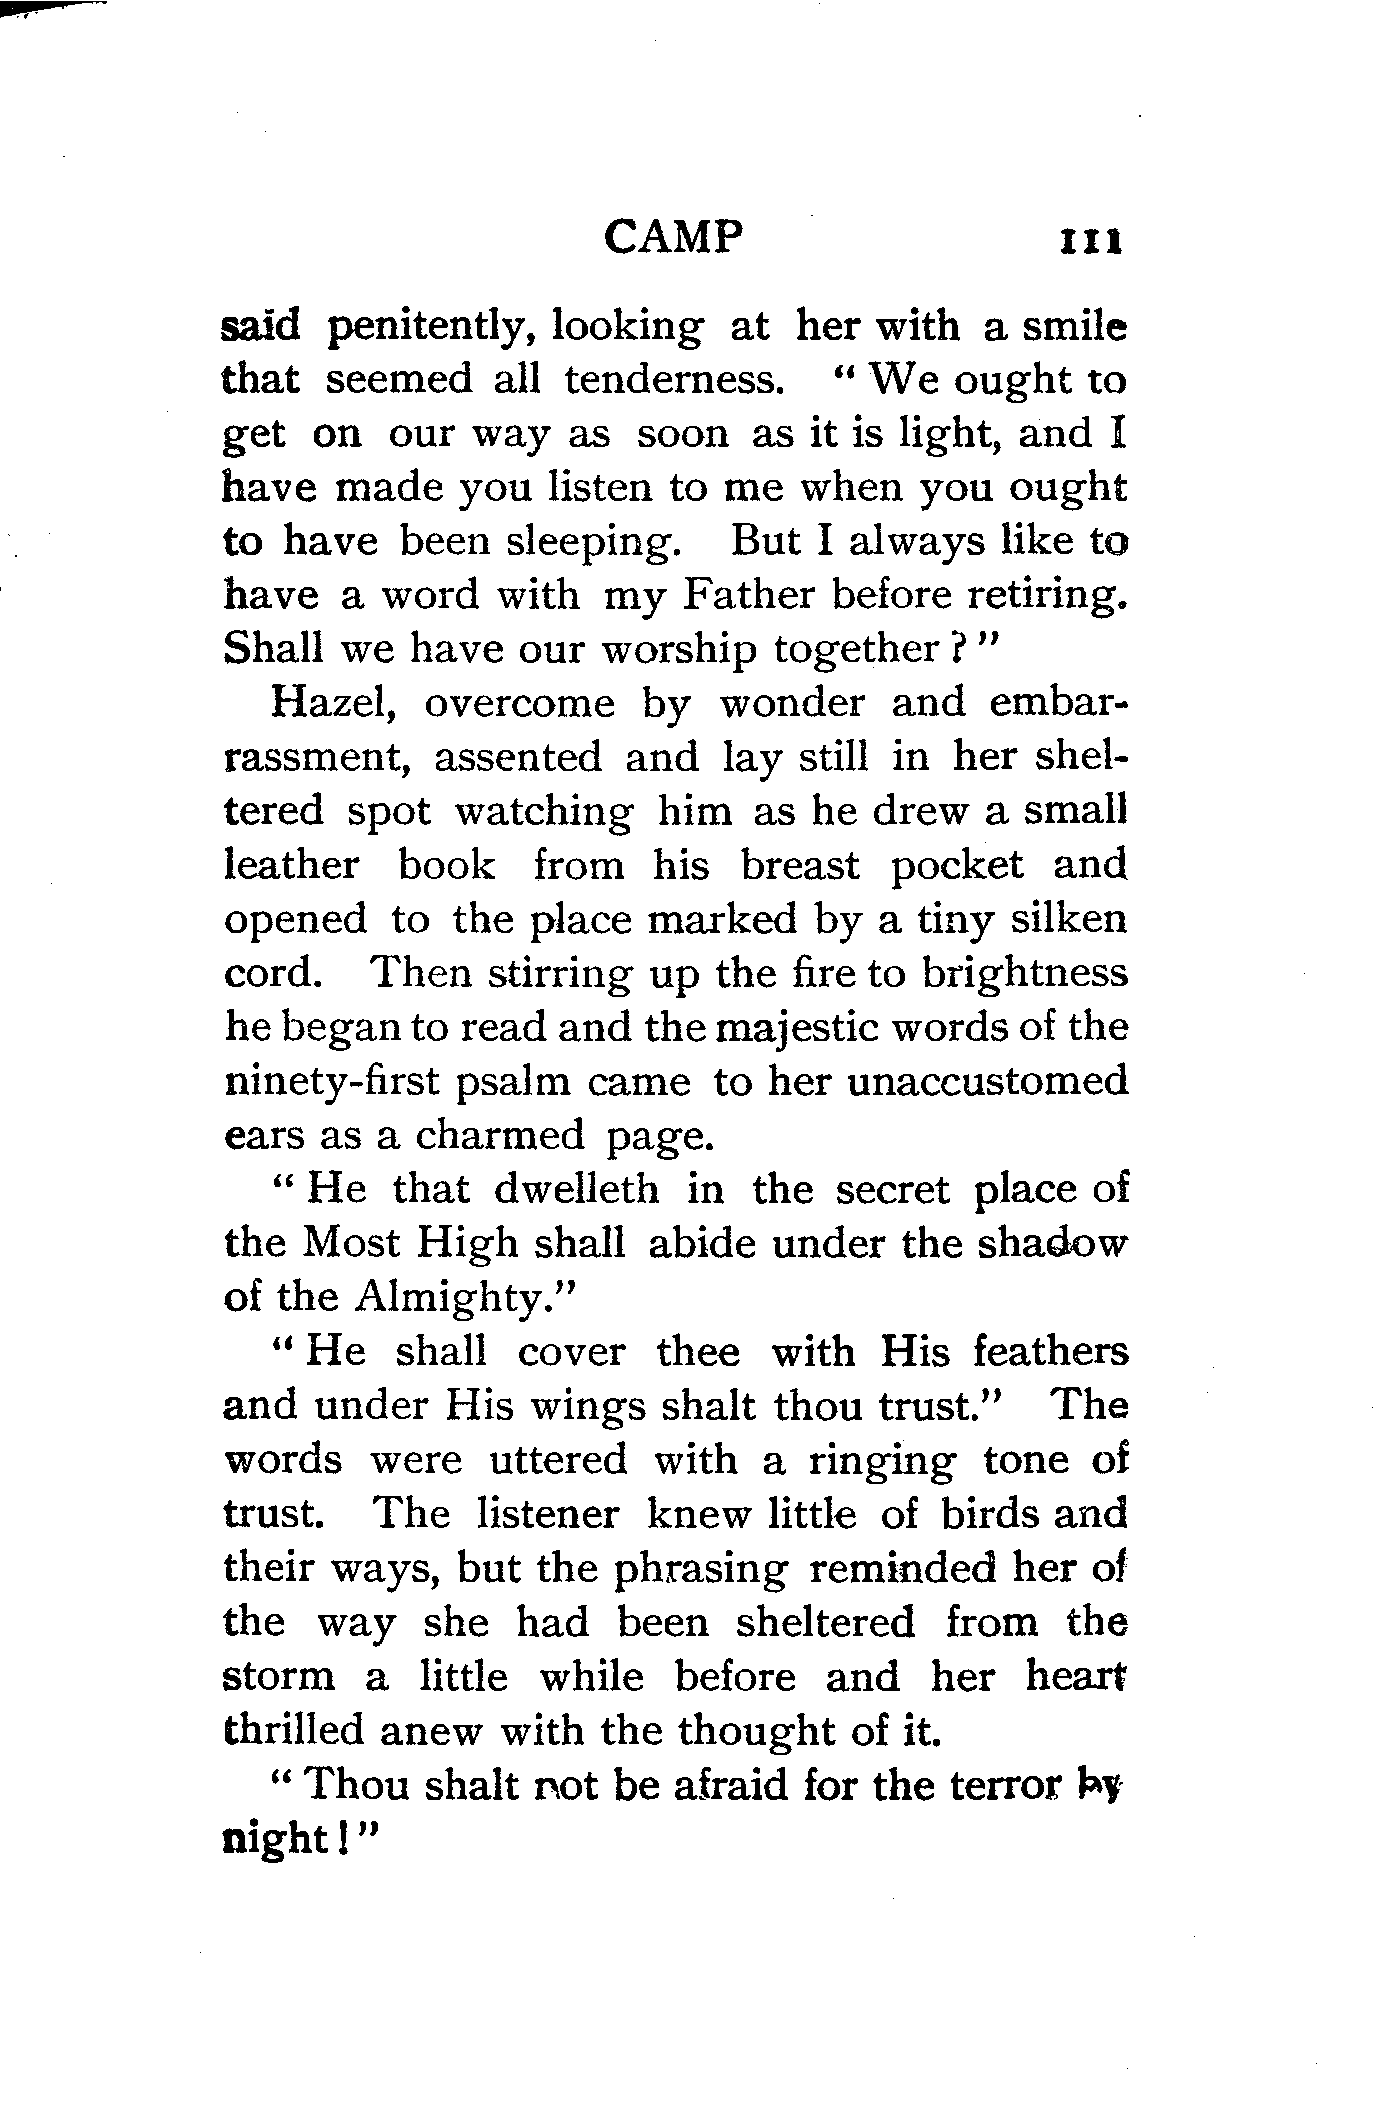 CAMP 111
said penitently, looking at her with a smile
that seemed all tenderness. “ We ought to
get on our way as soon as it is light, and I
have made you listen to me when you ought
to have been sleeping. But I always like to
have a word with my Father before retiring.
Shall we have our worship together ? ”
Hazel, overcome by wonder and embar-
rassment, assented and lay still in her shel-
tered spot watching him as he drew a small
leather book from his breast pocket and
opened to the place marked by a tiny silken
cord. Then stirring up the fire to brightness
he began to read and the majestic words of the
ninety-first psalm came to her unaccustomed
ears as a charmed page.
“ He that dwelleth in the secret place of
the Most High shall abide under the shadow
of the Almighty.”
“ He shall cover thee with His feathers
and under His wings shalt thou trust.” The
words were uttered with a ringing tone of
trust. The listener knew little of birds and
their ways, but the phrasing reminded her of
the way she had been sheltered from the
storm a little while before and her heart
thrilled anew with the thought of it.
“ Thou shalt not be afraid for the terror by
night ! ”